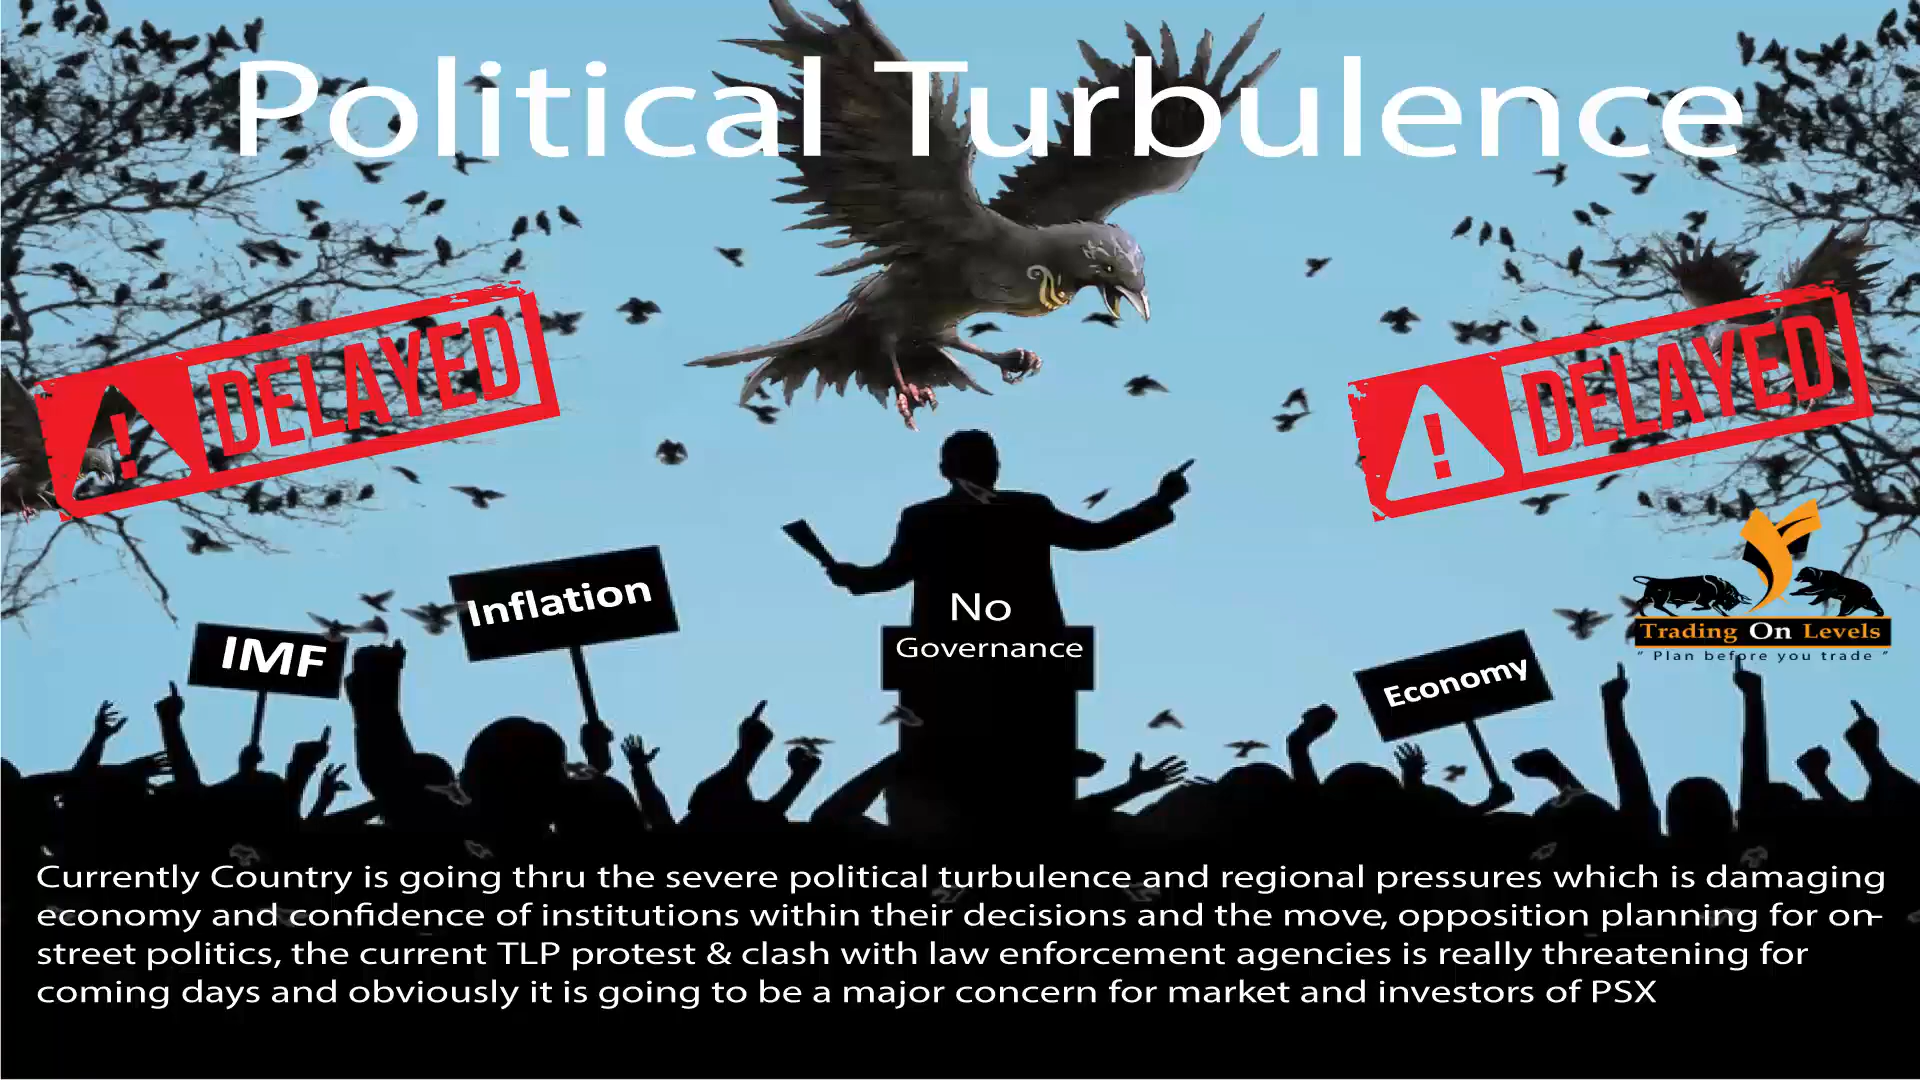 Political Turbulence
DELAYED
DELAYED
Inflation
IMF
No
Governance
Economy
Trading On Levels
" Plan before you trade "
Currently Country is going thru the severe political turbulence and regional pressures which is damaging
economy and confidence of institutions within their decisions and the move, opposition planning for on-
street politics, the current TLP protest & clash with law enforcement agencies is really threatening for
coming days and obviously it is going to be a major concern for market and investors of PSX